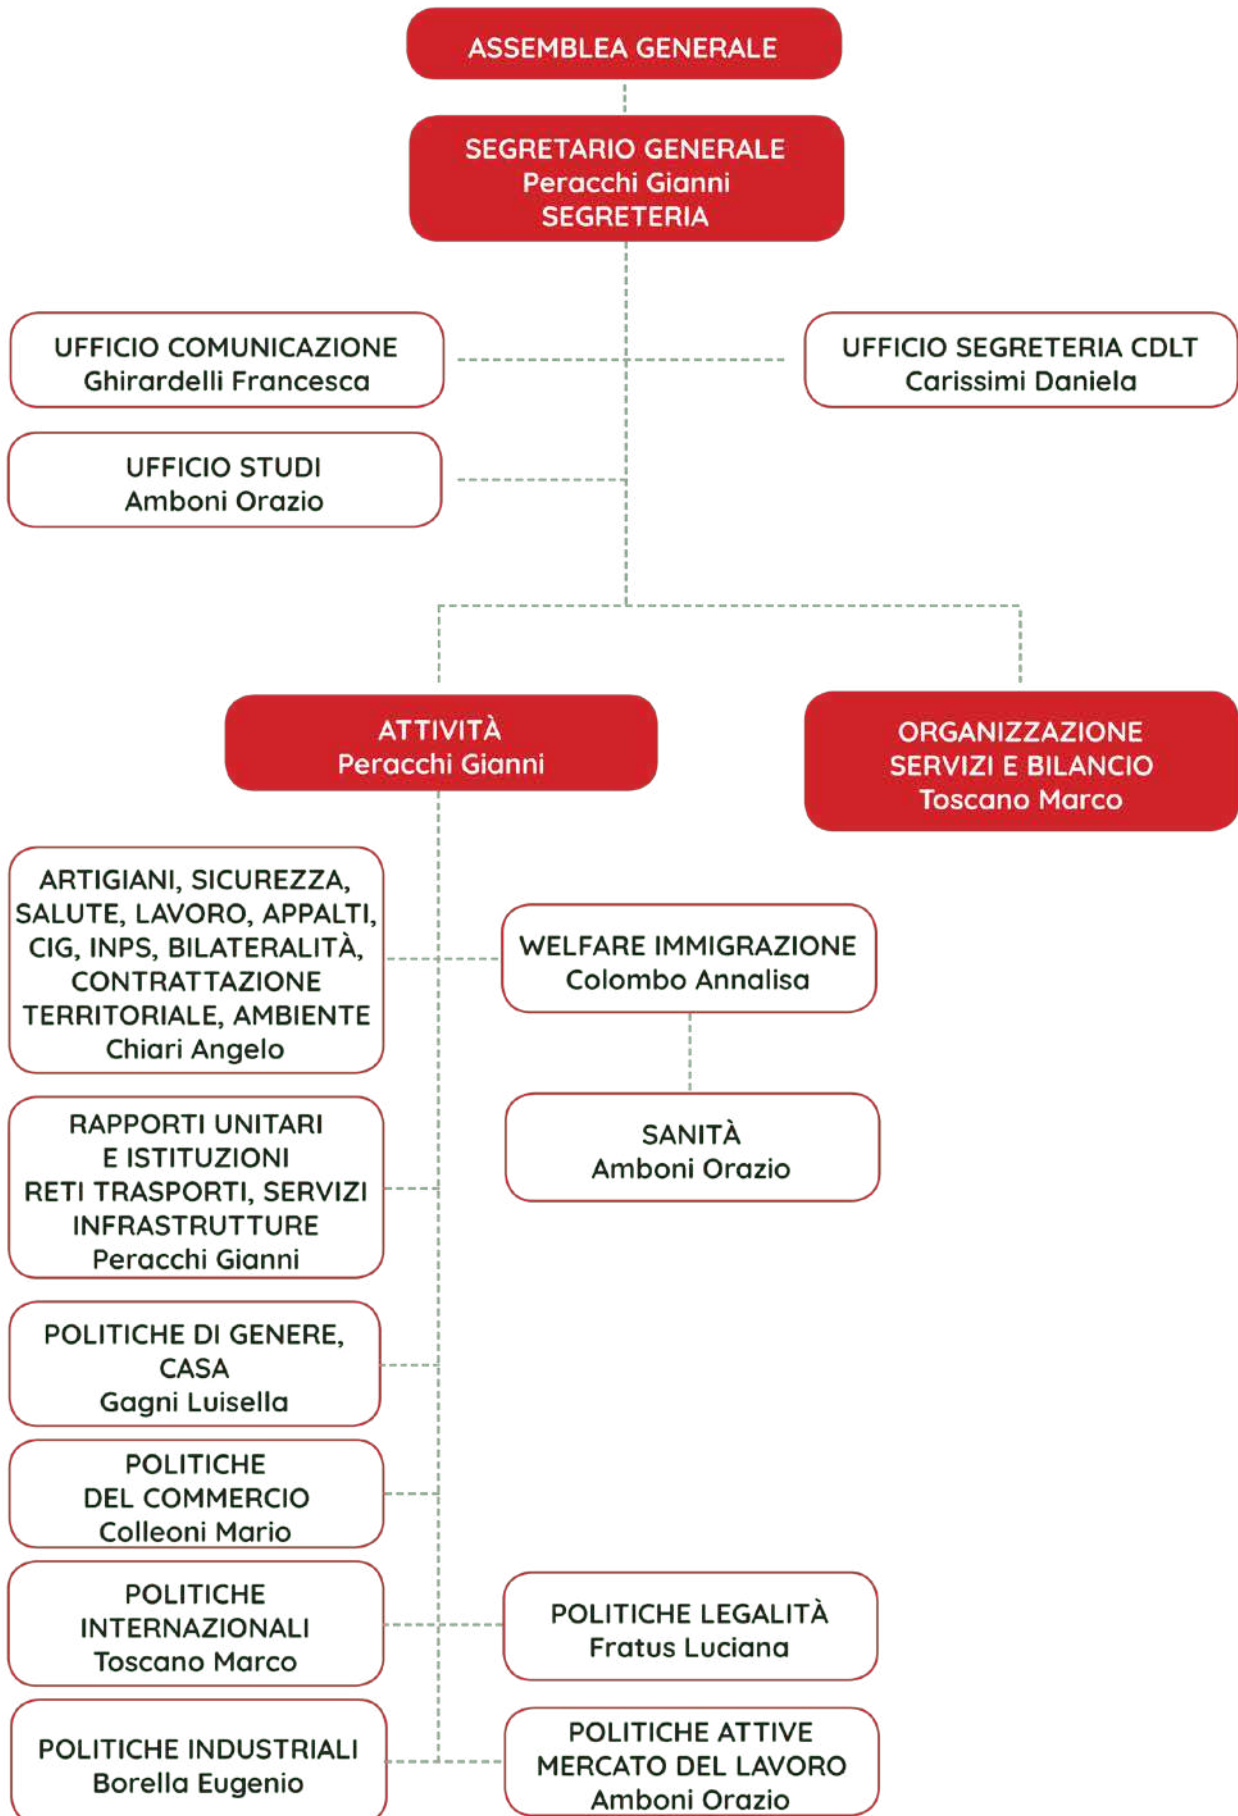 ASSEMBLEA GENERALE
SEGRETARIO GENERALE
Peracchi Gianni
SEGRETERIA
UFFICIO COMUNICAZIONE
Ghirardelli Francesca
UFFICIO SEGRETERIA CDLT
Carissimi Daniela
UFFICIO STUDI
Amboni Orazio
ATTIVITÀ
Peracchi Gianni
ORGANIZZAZIONE
SERVIZI E BILANCIO
Toscano Marco
ARTIGIANI, SICUREZZA,
SALUTE, LAVORO, APPALTI,
CIG, INPS, BILATERALITÀ,
CONTRATTAZIONE
TERRITORIALE, AMBIENTE
Chiari Angelo
WELFARE IMMIGRAZIONE
Colombo Annalisa
SANITÀ
Amboni Orazio
RAPPORTI UNITARI
E ISTITUZIONI
RETI TRASPORTI, SERVIZI
INFRASTRUTTURE
Peracchi Gianni
POLITICHE DI GENERE,
CASA
Gagni Luisella
POLITICHE
DEL COMMERCIO
Colleoni Mario
POLITICHE
INTERNAZIONALI
Toscano Marco
POLITICHE LEGALITÀ
Fratus Luciana
POLITICHE INDUSTRIALI
Borella Eugenio
POLITICHE ATTIVE
MERCATO DEL LAVORO
Amboni Orazio